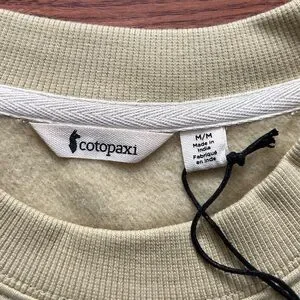 cotopaxi
M/M
Made in
India
Fabriqué
en Inde